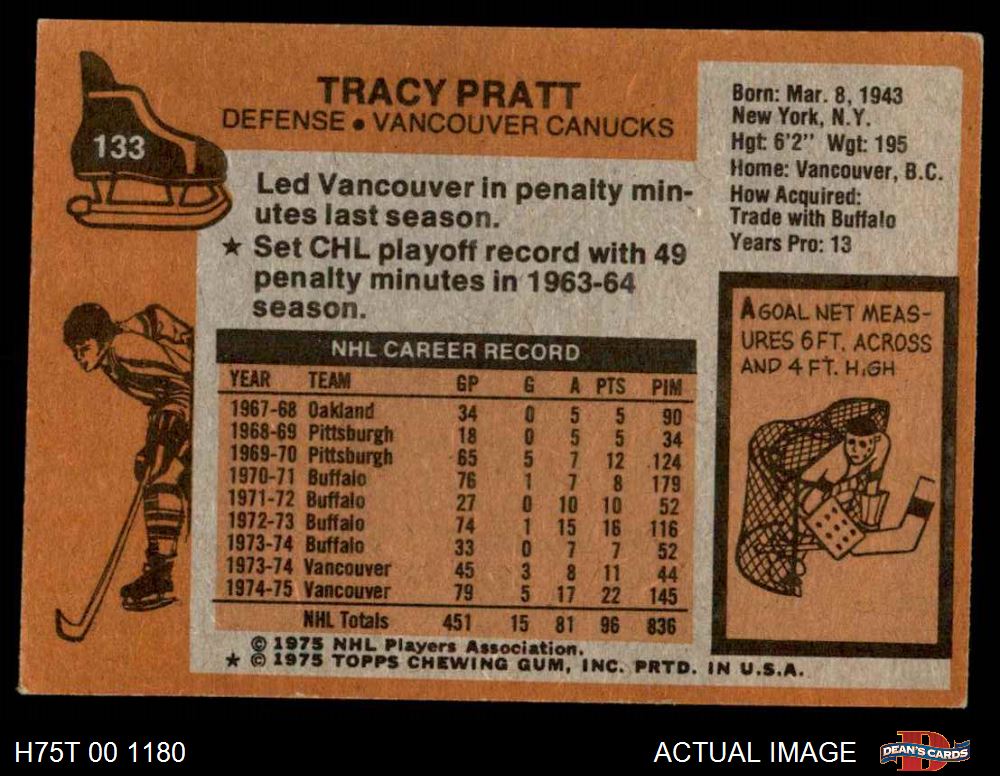 133
TRACY PRATT
DEFENSE • VANCOUVER CANUCKS
Led Vancouver in penalty min-
utes last season.
★ Set CHL playoff record with 49
penalty minutes in 1963-64
season.
Born: Mar. 8, 1943
New York, N.Y.
Hgt: 6'2" Wgt: 195
Home: Vancouver, B.C.
How Acquired:
Trade with Buffalo
Years Pro: 13
A GOAL NET MEAS-
URES 6 FT. ACROSS
AND 4 FT. HIGH
NHL CAREER RECORD
YEAR TEAM GP G A PTS PIM
1967-68 Oakland 34 0 5 5 90
1968-69 Pittsburgh 18 0 5 5 34
1969-70 Pittsburgh 65 5 7 12 124
1970-71 Buffalo 76 1 7 8 179
1971-72 Buffalo 27 0 10 10 52
1972-73 Buffalo 74 1 15 16 116
1973-74 Buffalo 33 0 7 7 52
1973-74 Vancouver 45 3 8 11 44
1974-75 Vancouver 79 5 17 22 145
NHL Totals 451 15 81 96 836
© 1975 NHL Players Association.
★ © 1975 TOPPS CHEWING GUM, INC. PRTD. IN U.S.A.
H75T 00 1180
ACTUAL IMAGE
D
DEAN'S CARDS